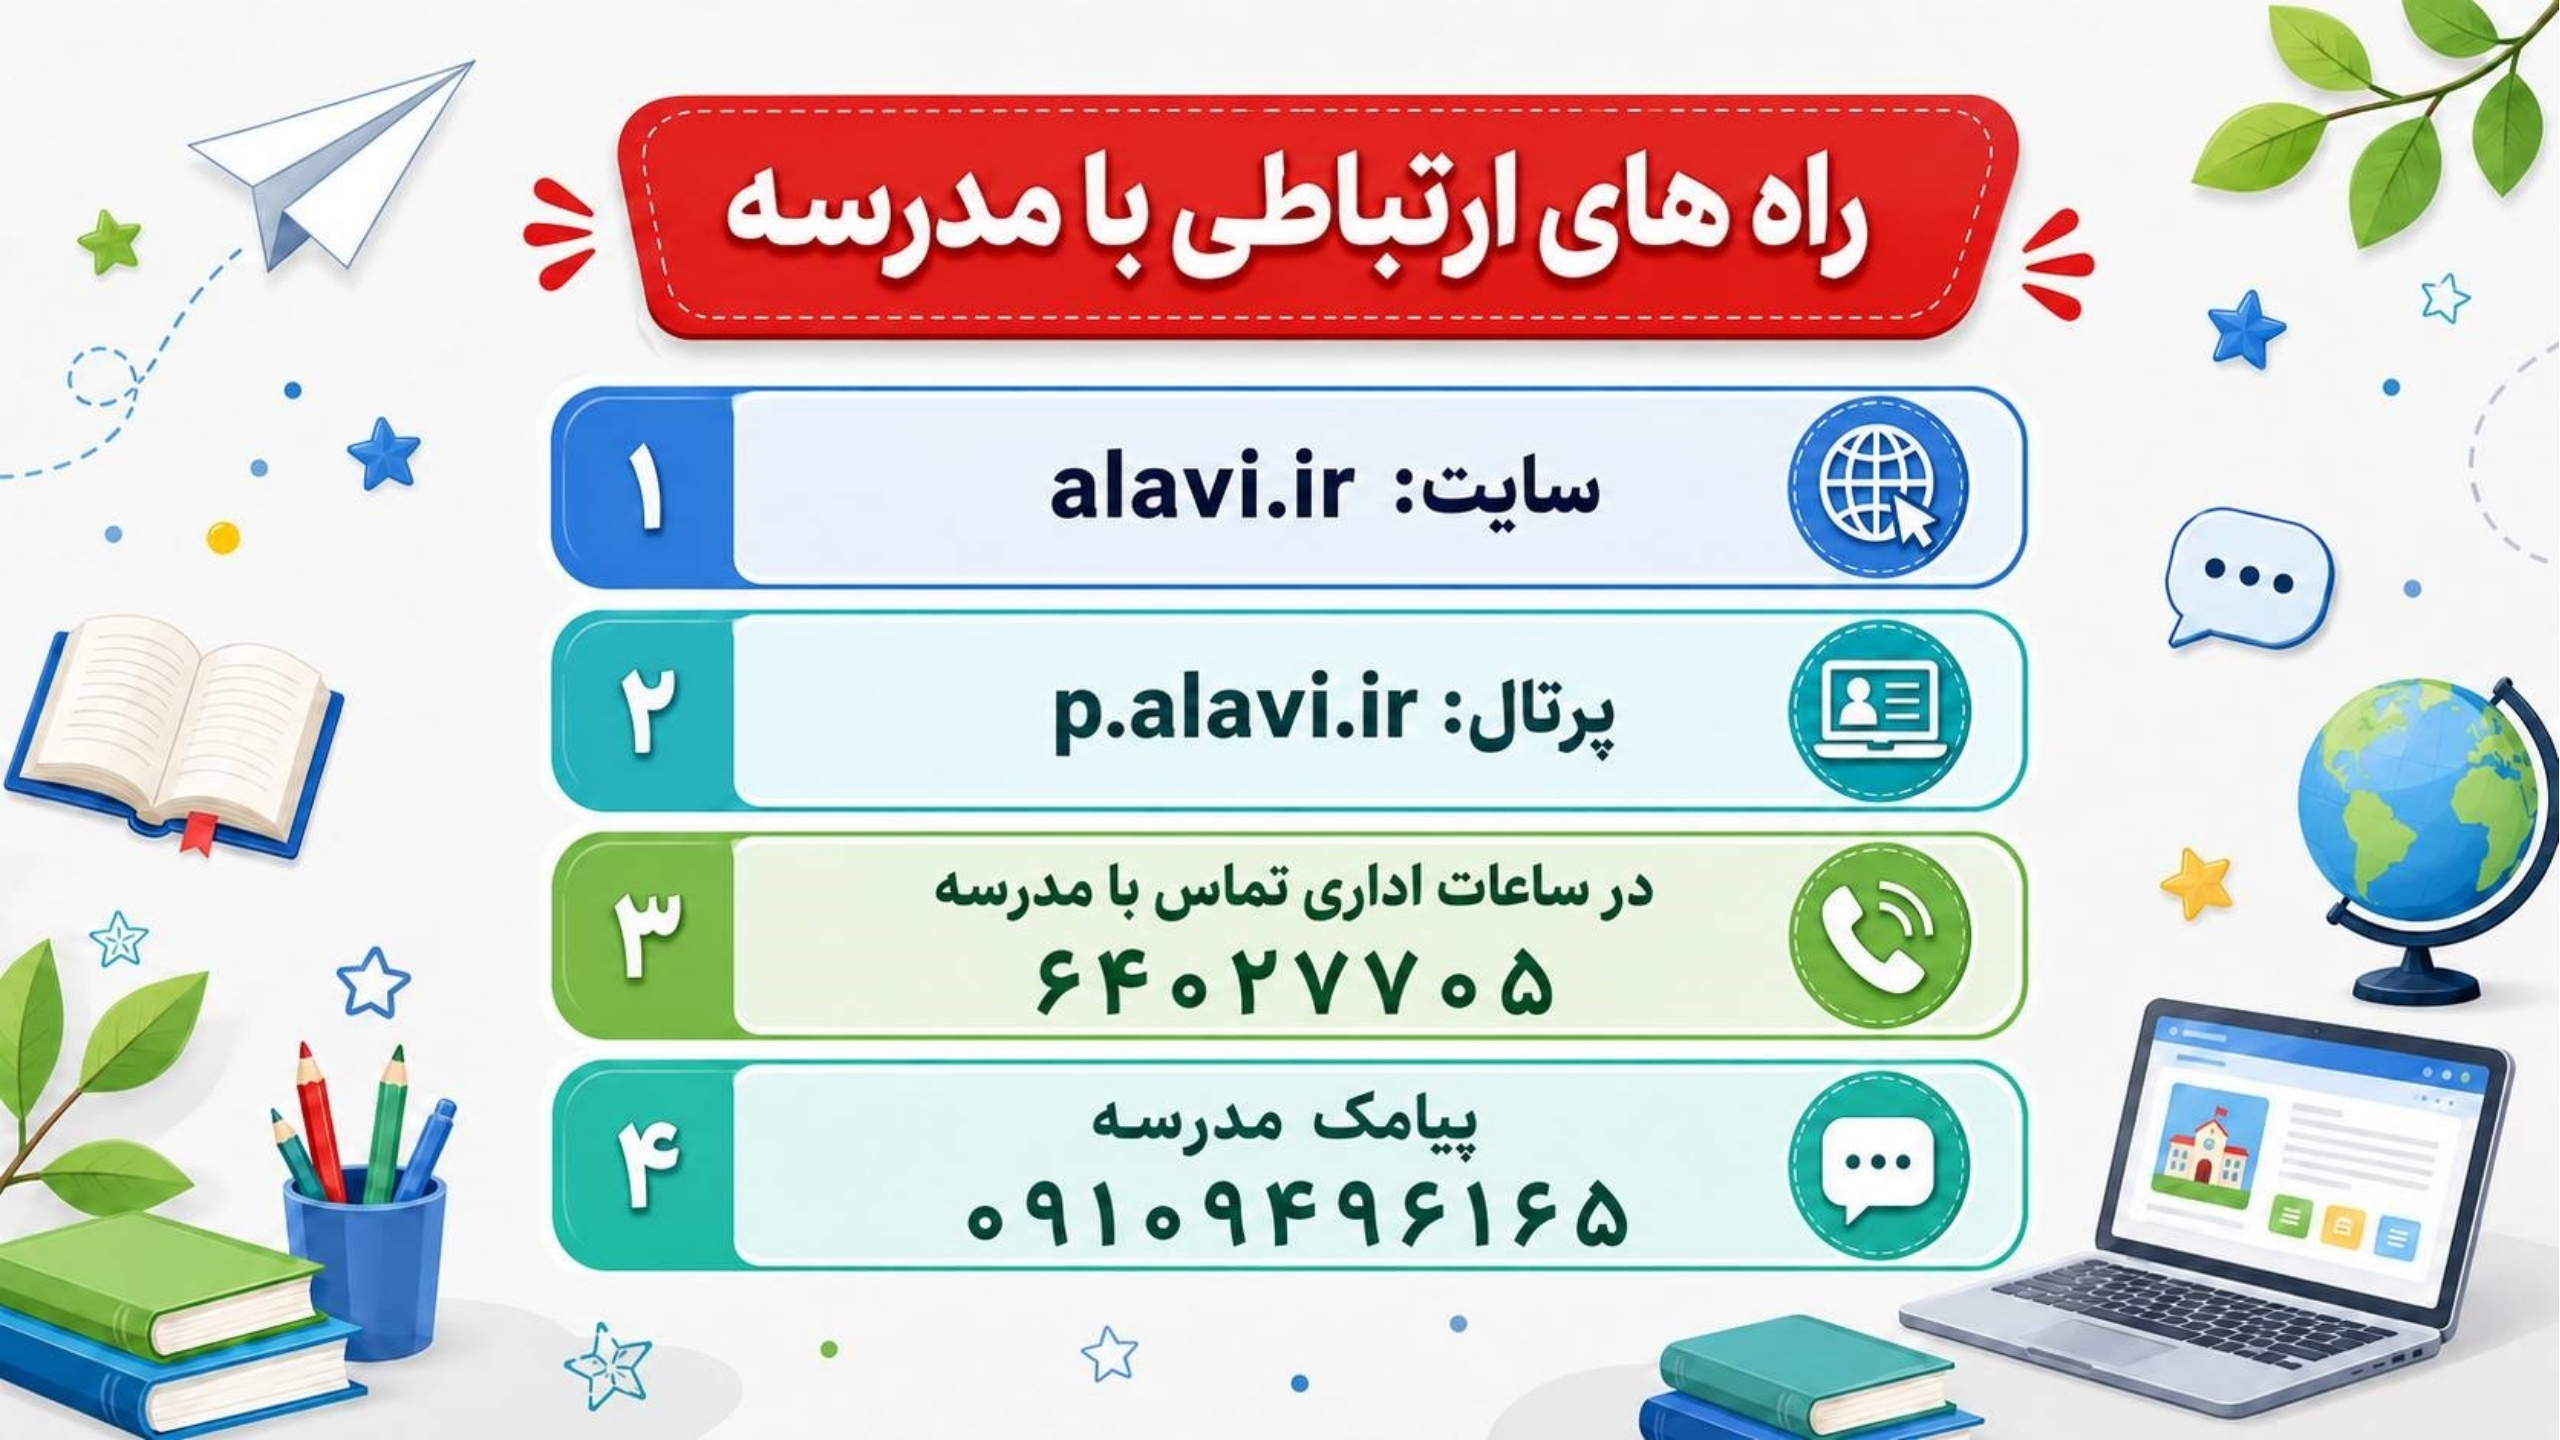 راه های ارتباطی با مدرسه
سایت: alavi.ir
۱
پرتال: p.alavi.ir
۲
در ساعات اداری تماس با مدرسه
۶۴۰۲۷۷۰۵
۳
پیامک مدرسه
۰۹۱۰۹۴۹۶۱۶۵
۴